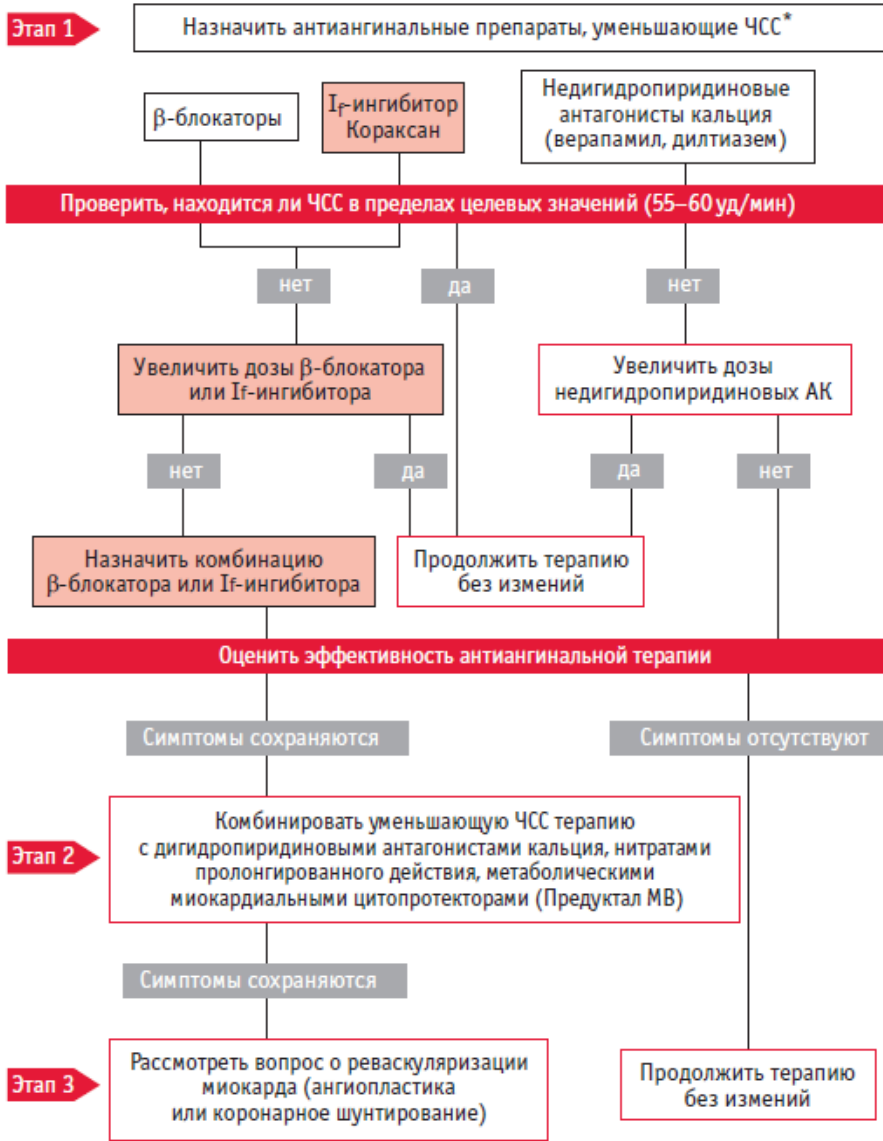 Этап 1
Назначить антиангинальные препараты, уменьшающие ЧСС*
β-блокаторы
If-ингибитор
Кораксан
Недигидропиридиновые
антагонисты кальция
(верапамил, дилтиазем)
Проверить, находится ли ЧСС в пределах целевых значений (55–60 уд/мин)
нет
да
нет
Увеличить дозы β-блокатора
или If-ингибитора
Увеличить дозы
недигидропиридиновых АК
нет
да
да
нет
Назначить комбинацию
β-блокатора или If-ингибитора
Продолжить терапию
без изменений
Оценить эффективность антиангинальной терапии
Симптомы сохраняются
Симптомы отсутствуют
Этап 2
Комбинировать уменьшающую ЧСС терапию
с дигидропиридиновыми антагонистами кальция, нитратами
пролонгированного действия, метаболическими
миокардиальными цитопротекторами (Предуктал МВ)
Симптомы сохраняются
Этап 3
Рассмотреть вопрос о реваскуляризации
миокарда (ангиопластика
или коронарное шунтирование)
Продолжить терапию
без изменений